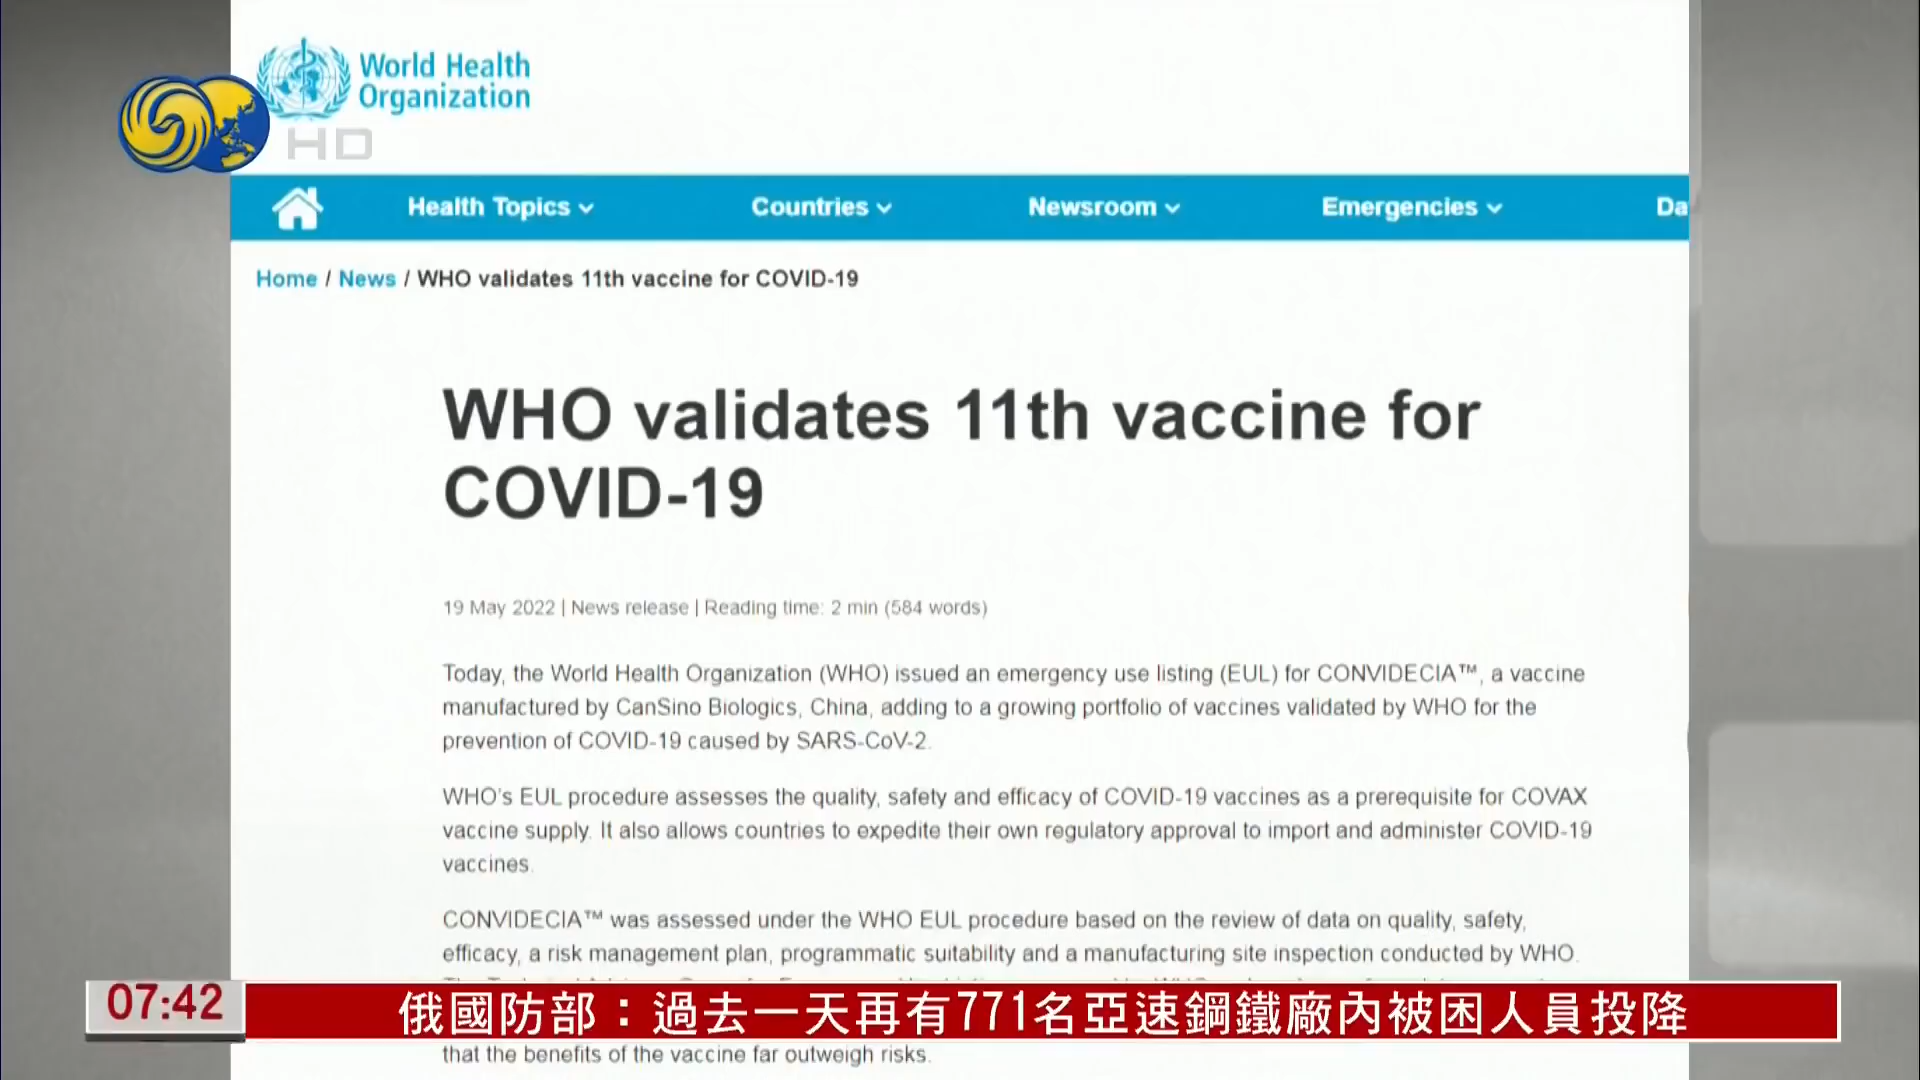 World Health
Organization
HD
Health Topics
Countries
Newsroom
Emergencies
Da
Home / News / WHO validates 11th vaccine for COVID-19
WHO validates 11th vaccine for
COVID-19
19 May 2022 | News release | Reading time: 2 min (584 words)
Today, the World Health Organization (WHO) issued an emergency use listing (EUL) for CONVIDECIA™, a vaccine
manufactured by CanSino Biologics, China, adding to a growing portfolio of vaccines validated by WHO for the
prevention of COVID-19 caused by SARS-CoV-2.
WHO's EUL procedure assesses the quality, safety and efficacy of COVID-19 vaccines as a prerequisite for COVAX
vaccine supply. It also allows countries to expedite their own regulatory approval to import and administer COVID-19
vaccines.
CONVIDECIA™ was assessed under the WHO EUL procedure based on the review of data on quality, safety,
efficacy, a risk management plan, programmatic suitability and a manufacturing site inspection conducted by WHO.
07:42
俄國防部：過去一天再有771名亞速鋼鐵廠內被困人員投降
that the benefits of the vaccine far outweigh risks.